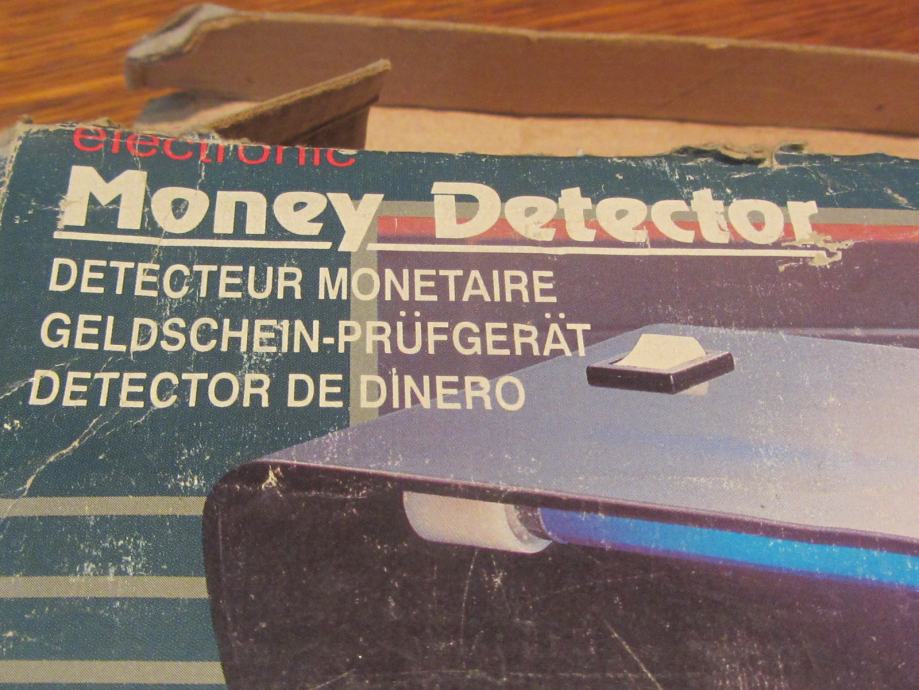 electronic
Money Detector
DETECTEUR MONETAIRE
GELDSCHEIN-PRÜFGERÄT
DETECTOR DE DINERO